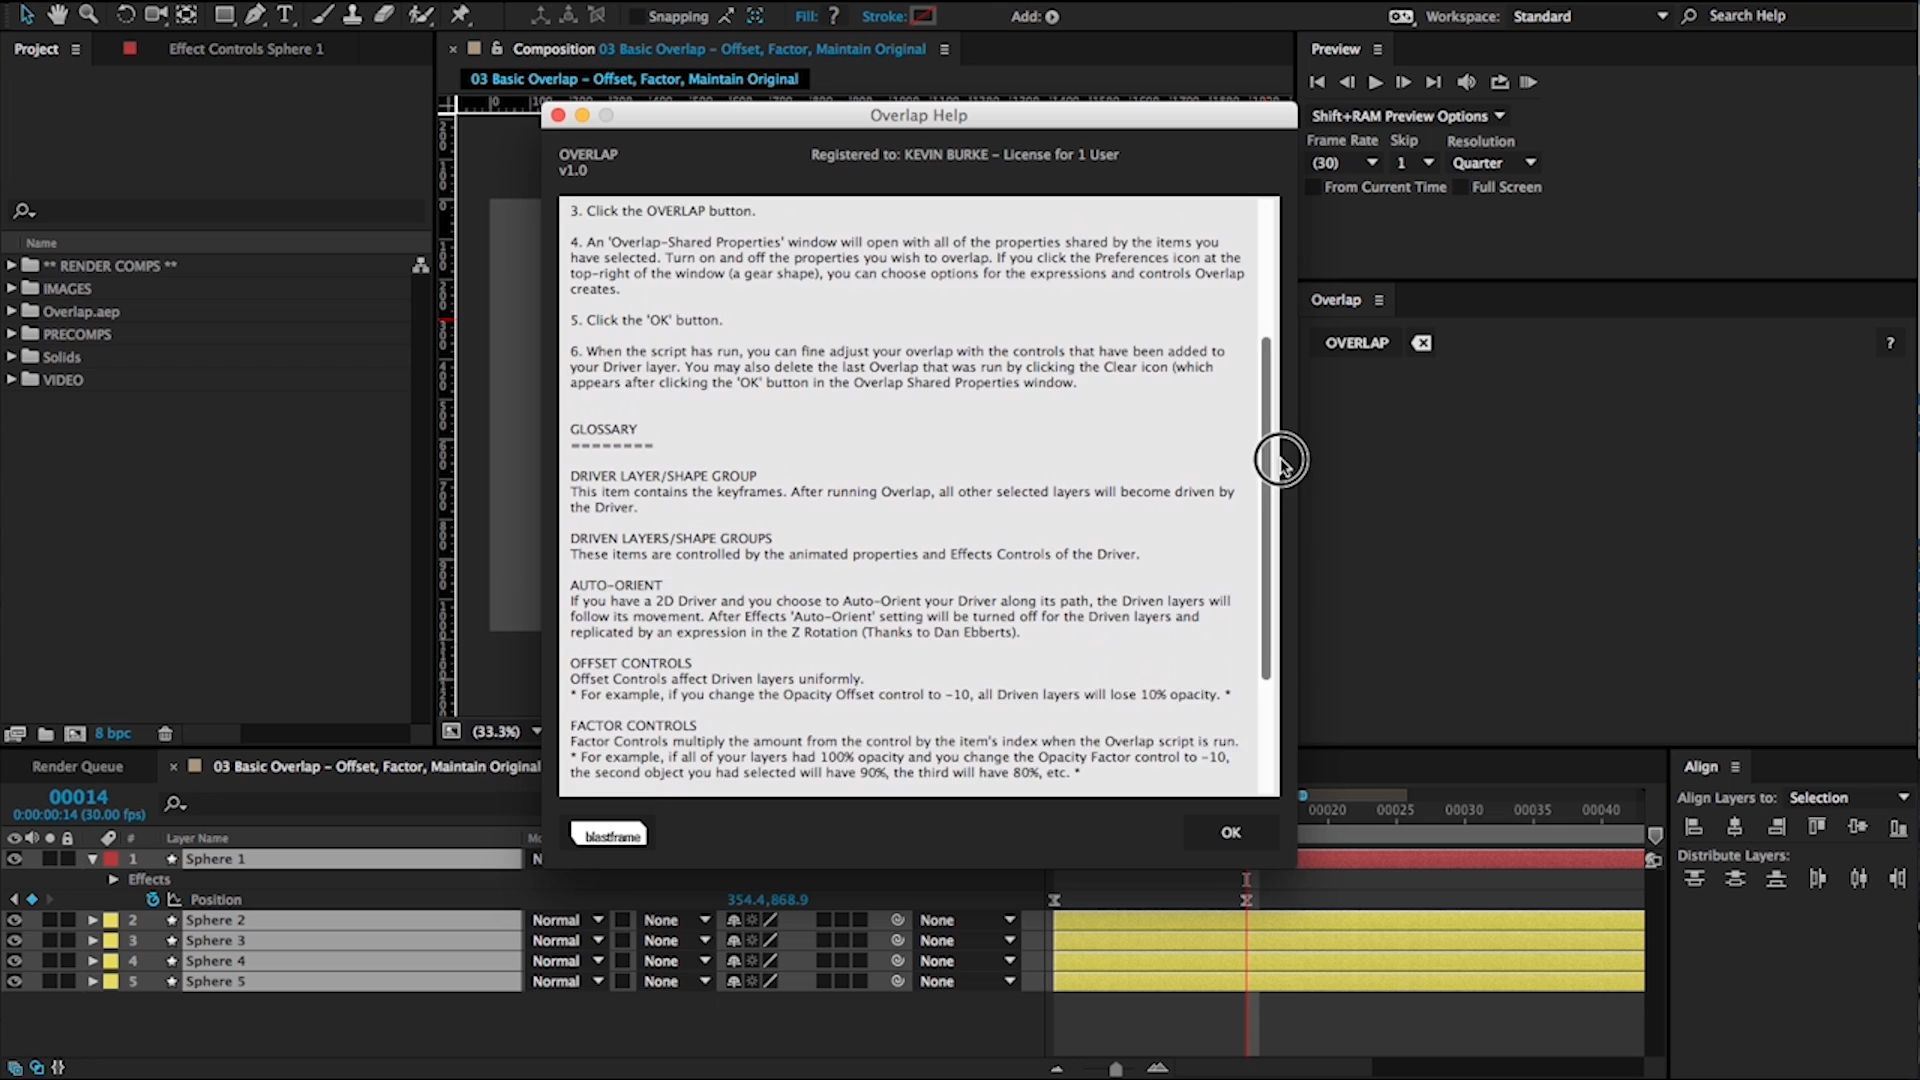 Snapping
Fill: ?
Stroke:
Add:
Workspace: Standard
Search Help
Project
Effect Controls Sphere 1
Composition 03 Basic Overlap – Offset, Factor, Maintain Original
03 Basic Overlap – Offset, Factor, Maintain Original
Preview
Shift+RAM Preview Options
Frame Rate Skip Resolution
(30) 1 Quarter
From Current Time Full Screen
Overlap
OVERLAP
?
Name
** RENDER COMPS **
IMAGES
Overlap.aep
PRECOMPS
Solids
VIDEO
8 bpc
(33.3%)
Overlap Help
OVERLAP
v1.0
Registered to: KEVIN BURKE – License for 1 User
3. Click the OVERLAP button.
4. An 'Overlap-Shared Properties' window will open with all of the properties shared by the items you
have selected. Turn on and off the properties you wish to overlap. If you click the Preferences icon at the
top-right of the window (a gear shape), you can choose options for the expressions and controls Overlap
creates.
5. Click the 'OK' button.
6. When the script has run, you can fine adjust your overlap with the controls that have been added to
your Driver layer. You may also delete the last Overlap that was run by clicking the Clear icon (which
appears after clicking the 'OK' button in the Overlap Shared Properties window.
GLOSSARY
========
DRIVER LAYER/SHAPE GROUP
This item contains the keyframes. After running Overlap, all other selected layers will become driven by
the Driver.
DRIVEN LAYERS/SHAPE GROUPS
These items are controlled by the animated properties and Effects Controls of the Driver.
AUTO-ORIENT
If you have a 2D Driver and you choose to Auto-Orient your Driver along its path, the Driven layers will
follow its movement. After Effects 'Auto-Orient' setting will be turned off for the Driven layers and
replicated by an expression in the Z Rotation (Thanks to Dan Ebberts).
OFFSET CONTROLS
Offset Controls affect Driven layers uniformly.
* For example, if you change the Opacity Offset control to -10, all Driven layers will lose 10% opacity. *
FACTOR CONTROLS
Factor Controls multiply the amount from the control by the item's index when the Overlap script is run.
* For example, if all of your layers had 100% opacity and you change the Opacity Factor control to -10,
the second object you had selected will have 90%, the third will have 80%, etc. *
blastframe
OK
Render Queue
03 Basic Overlap – Offset, Factor, Maintain Original
00014
0:00:00:14 (30.00 fps)
# Layer Name
1 Sphere 1
Effects
Position 354.4,868.9
2 Sphere 2 Normal None None
3 Sphere 3 Normal None None
4 Sphere 4 Normal None None
5 Sphere 5 Normal None None
00020 00025 00030 00035 00040
Align
Align Layers to: Selection
Distribute Layers: